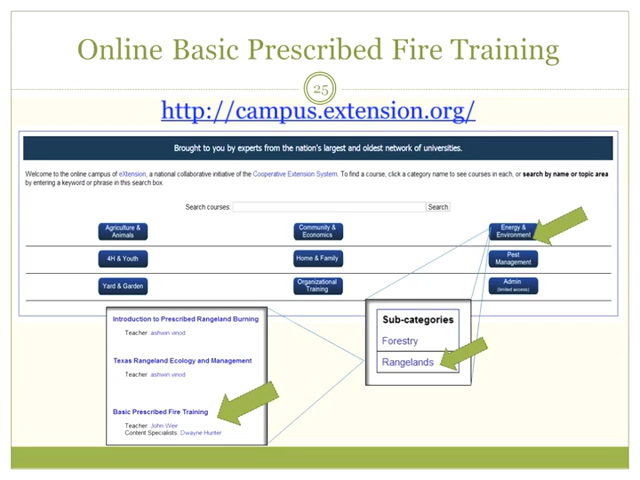 Online Basic Prescribed Fire Training
25
http://campus.extension.org/
Brought to you by experts from the nation's largest and oldest network of universities.
Welcome to the online campus of eXtension, a national collaborative initiative of the Cooperative Extension System. To find a course, click a category name to see courses in each, or search by name or topic area
by entering a keyword or phrase in this search box.
Search courses: Search
Agriculture & Animals
Community & Economics
Energy & Environment
4H & Youth
Home & Family
Pest Management
Yard & Garden
Organizational Training
Admin
(limited access)
Introduction to Prescribed Rangeland Burning
Teacher: ashwin vinod
Texas Rangeland Ecology and Management
Teacher: ashwin vinod
Basic Prescribed Fire Training
Teacher: John Weir
Content Specialists: Dwayne Hunter
Sub-categories
Forestry
Rangelands